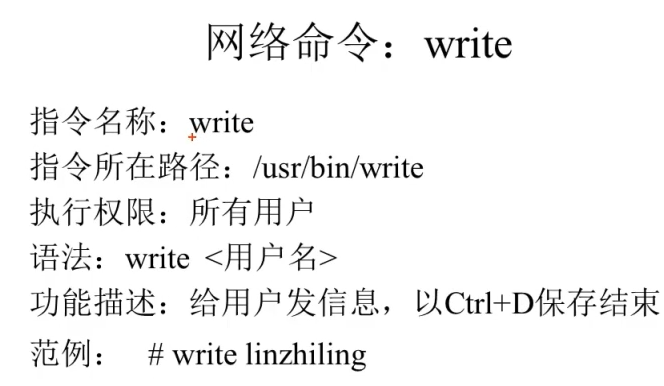 网络命令：write
指令名称：write
指令所在路径：/usr/bin/write
执行权限：所有用户
语法：write <用户名>
功能描述：给用户发信息，以Ctrl+D保存结束
范例： # write linzhiling